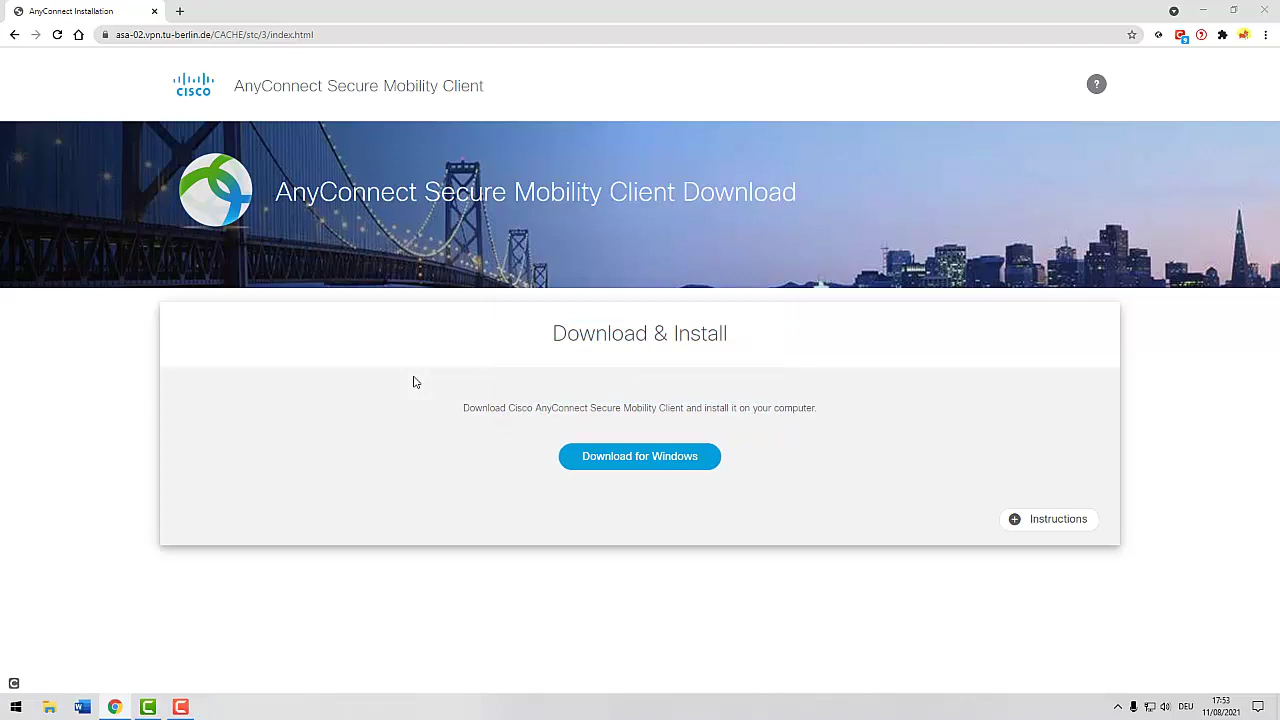 AnyConnect Installation
asa-02.vpn.tu-berlin.de/CACHE/stc/3/index.html
CISCO
AnyConnect Secure Mobility Client
?
AnyConnect Secure Mobility Client Download
Download & Install
Download Cisco AnyConnect Secure Mobility Client and install it on your computer.
Download for Windows
Instructions
DEU
17:53
11/08/2021